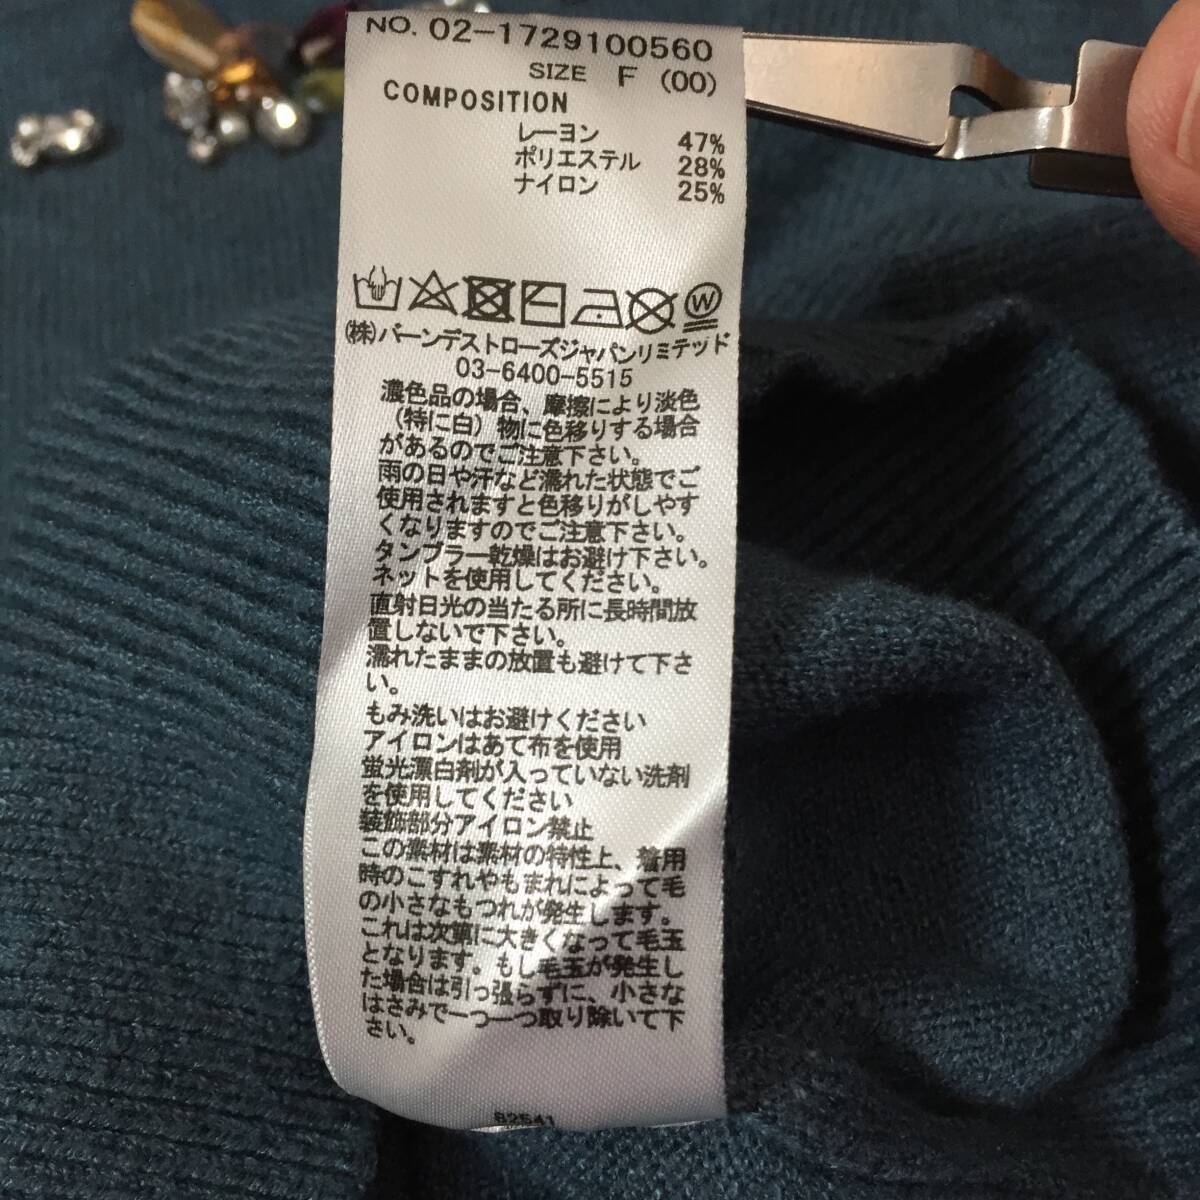 NO. 02-1729100560
SIZE F (00)
COMPOSITION
レーヨン 47%
ポリエステル 28%
ナイロン 25%
W
㈱バーンデストローズジャパンリミテッド
03-6400-5515
濃色品の場合、摩擦により淡色
(特に白)物に色移りする場合
があるのでご注意下さい。
雨の日や汗など濡れた状態でご
使用されますと色移りがしやす
くなりますのでご注意下さい。
タンブラー乾燥はお避け下さい。
ネットを使用してください。
直射日光の当たる所に長時間放
置しないで下さい。
濡れたままの放置も避けて下さ
い。
もみ洗いはお避けください
アイロンはあて布を使用
蛍光漂白剤が入っていない洗剤
を使用してください
装飾部分アイロン禁止
この素材は素材の特性上、着用
時のこすれやもまれによって毛
の小さなもつれが発生します。
これは次第に大きくなって毛玉
となります。もし毛玉が発生し
た場合は引っ張らずに、小さな
はさみで一つ一つ取り除いて下
さい。
82541